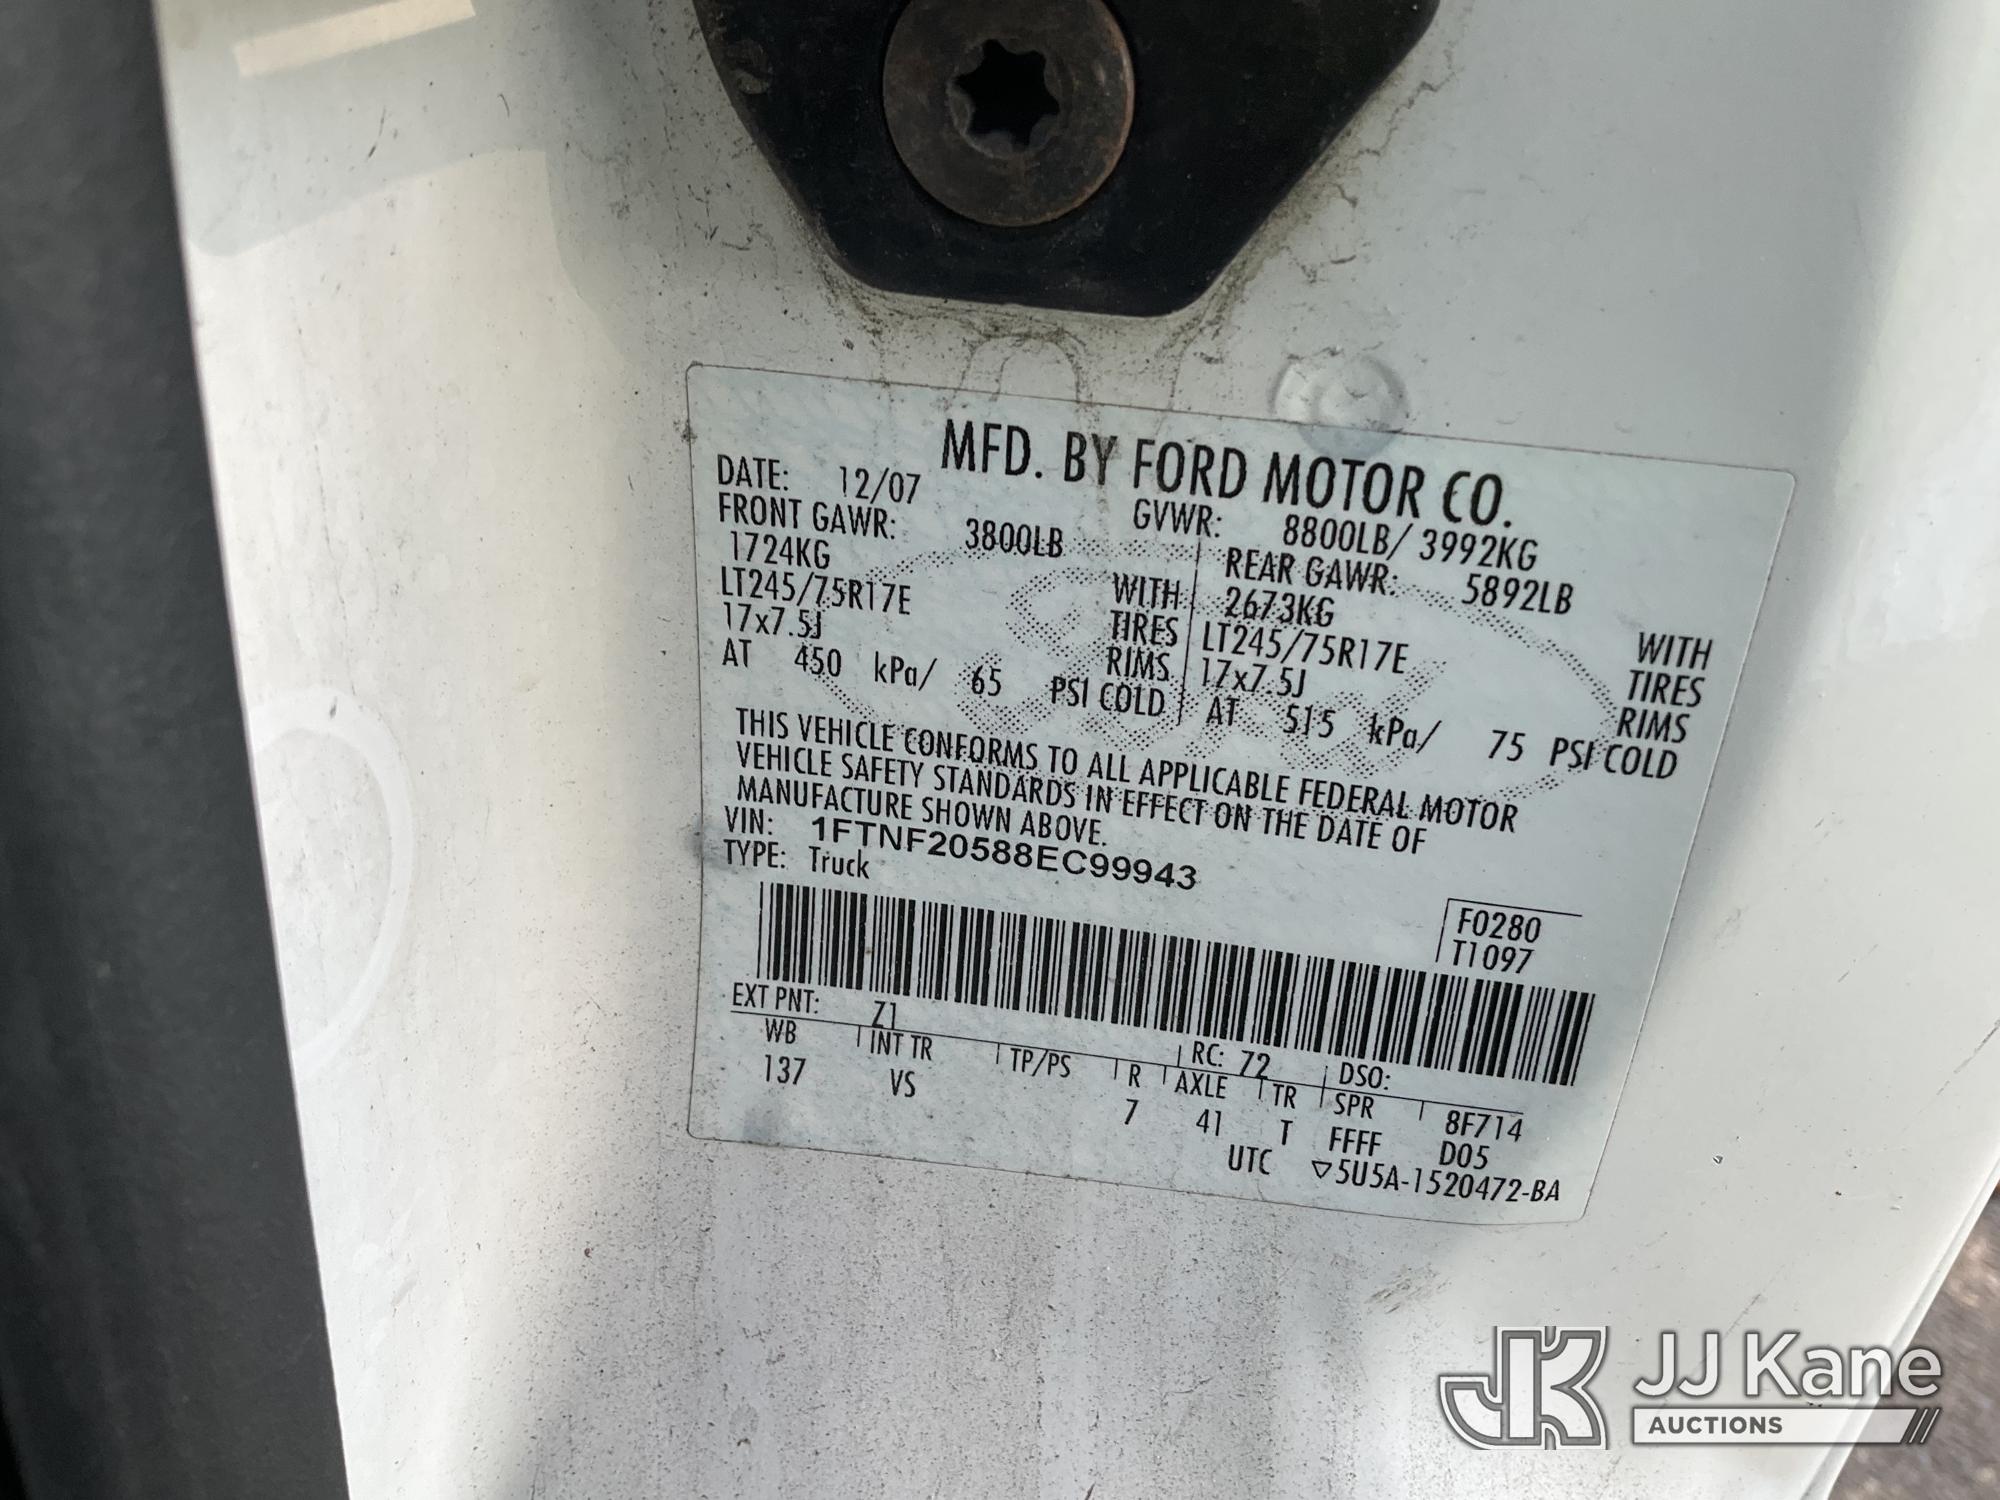 MFD. BY FORD MOTOR CO.
DATE: 12/07 GVWR: 8800LB/ 3992KG
FRONT GAWR: 3800LB REAR GAWR: 5892LB
1724KG WITH 2673KG WITH
LT245/75R17E TIRES LT245/75R17E TIRES
17x7.5J RIMS 17x7.5J RIMS
AT 450 kPa/ 65 PSI COLD AT 515 kPa/ 75 PSI COLD
THIS VEHICLE CONFORMS TO ALL APPLICABLE FEDERAL MOTOR
VEHICLE SAFETY STANDARDS IN EFFECT ON THE DATE OF
MANUFACTURE SHOWN ABOVE.
VIN: 1FTNF20588EC99943
TYPE: Truck
F0280
T1097
EXT PNT: Z1 RC: 72 DSO:
WB INT TR TP/PS R AXLE TR SPR 8F714
137 VS 7 41 T FFFF D05
UTC ▽5U5A-1520472-BA
JK JJ Kane
AUCTIONS